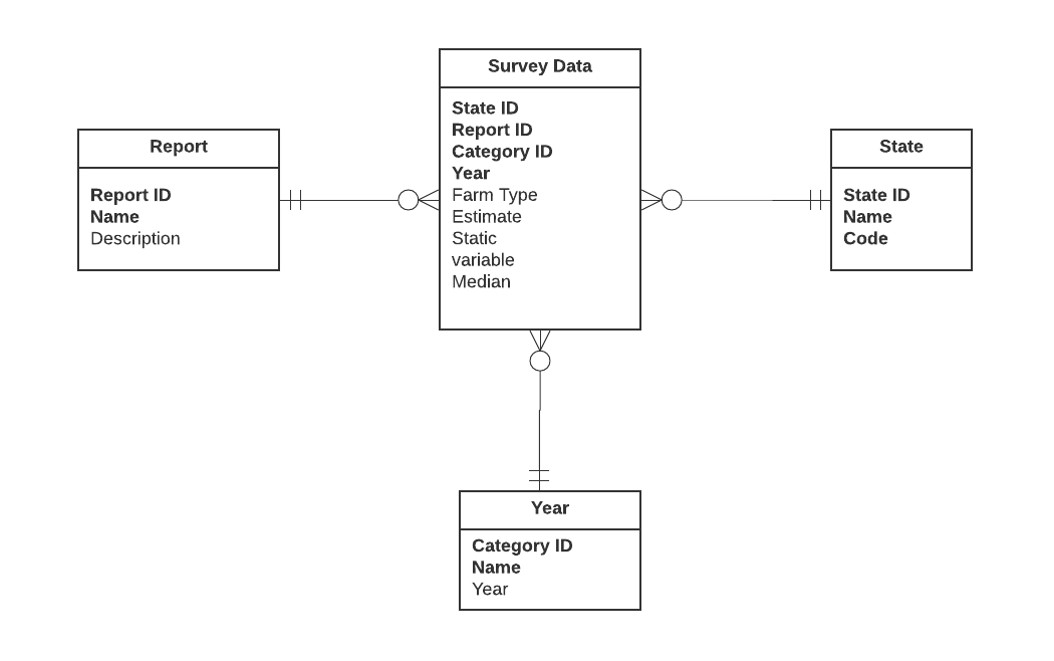 Survey Data
State ID
Report ID
Category ID
Year
Farm Type
Estimate
Static
variable
Median
Report
Report ID
Name
Description
State
State ID
Name
Code
Year
Category ID
Name
Year